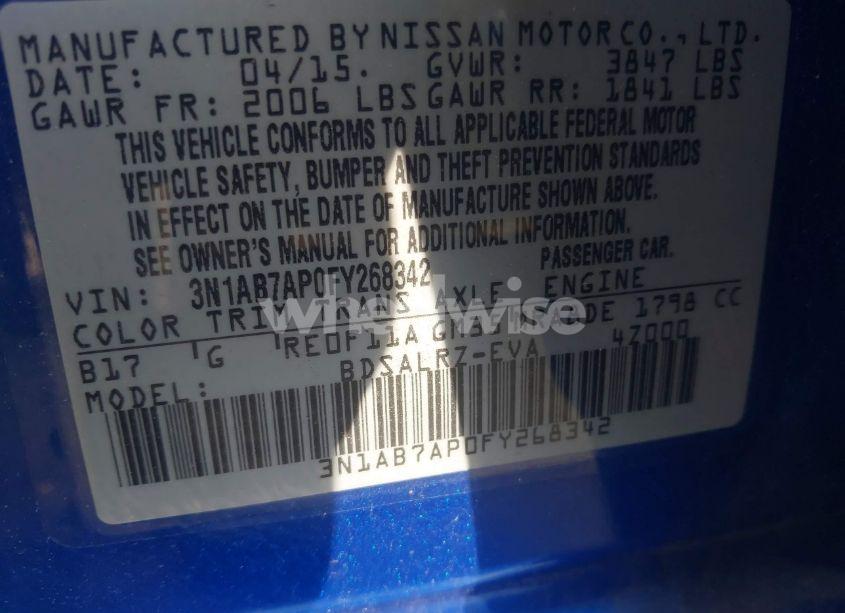 MANUFACTURED BY NISSAN MOTOR CO., LTD.
DATE: 04/15. GVWR: 3847 LBS
GAWR FR: 2006 LBS GAWR RR: 1841 LBS
THIS VEHICLE CONFORMS TO ALL APPLICABLE FEDERAL MOTOR
VEHICLE SAFETY, BUMPER AND THEFT PREVENTION STANDARDS
IN EFFECT ON THE DATE OF MANUFACTURE SHOWN ABOVE.
SEE OWNER'S MANUAL FOR ADDITIONAL INFORMATION.
VIN: 3N1AB7AP0FY268342 PASSENGER CAR.
COLOR TRIM TRANS AXLE ENGINE
B17 G RE0F11A 1798 CC
MODEL: BDSALRZ-EVA 47000
3N1AB7AP0FY268342
wheelwise